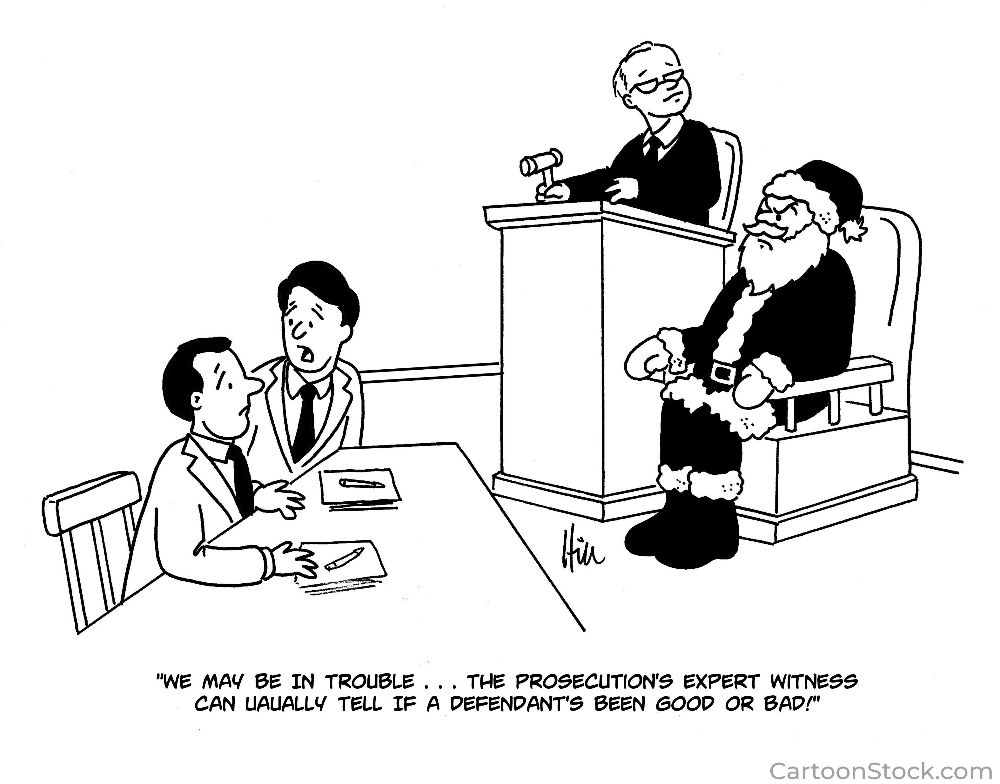 Hill
"WE MAY BE IN TROUBLE . . . THE PROSECUTION'S EXPERT WITNESS
CAN UAUALLY TELL IF A DEFENDANT'S BEEN GOOD OR BAD!"
CartoonStock.com